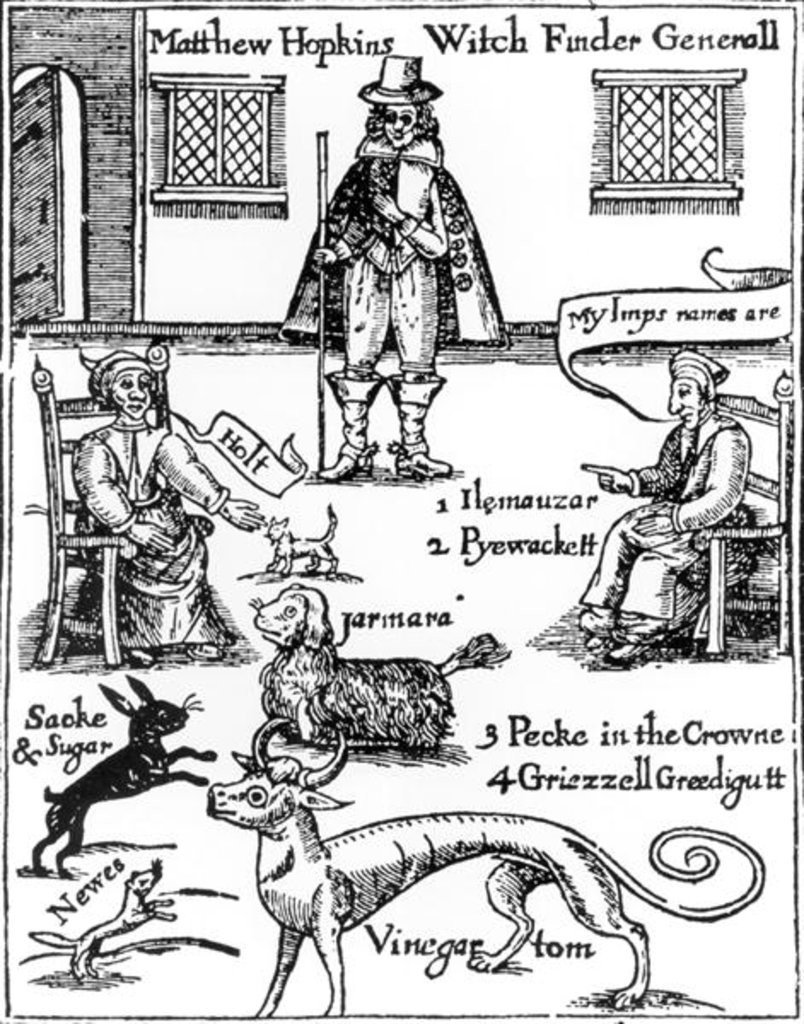 Matthew Hopkins Witch Finder Generall
My Imps names are
Holt
1 Ilemauzar
2 Pyewackett
Jarmara
Sacke
& Sugar
3 Pecke in the Crowne
4 Griezzell Greedigutt
Newes
Vinegar tom